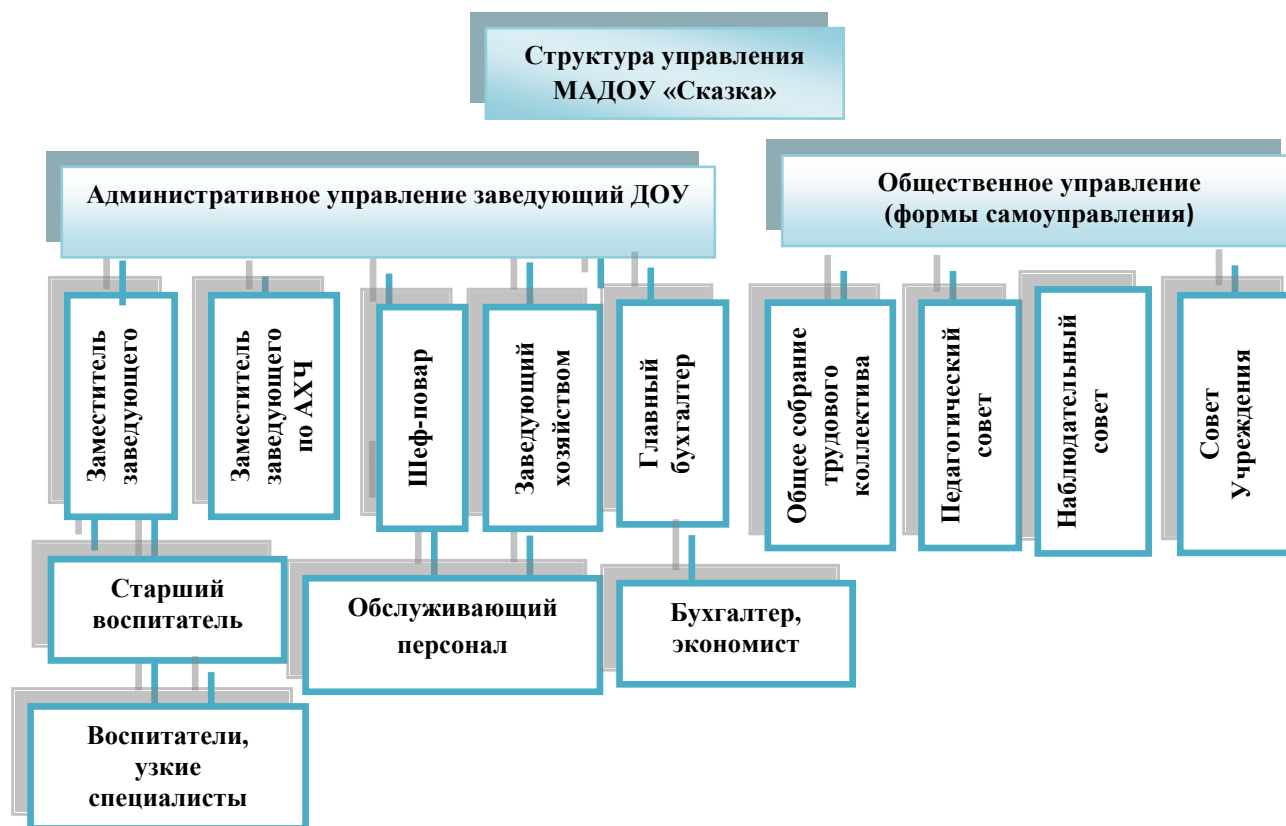 Структура управления
МАДОУ «Сказка»
Административное управление заведующий ДОУ
Общественное управление
(формы самоуправления)
Заместитель
заведующего
Заместитель
заведующего
по АХЧ
Шеф-повар
Заведующий
хозяйством
Главный
бухгалтер
Общее собрание
трудового
коллектива
Педагогический
совет
Наблюдательный
совет
Совет
Учреждения
Старший
воспитатель
Обслуживающий
персонал
Бухгалтер,
экономист
Воспитатели,
узкие
специалисты